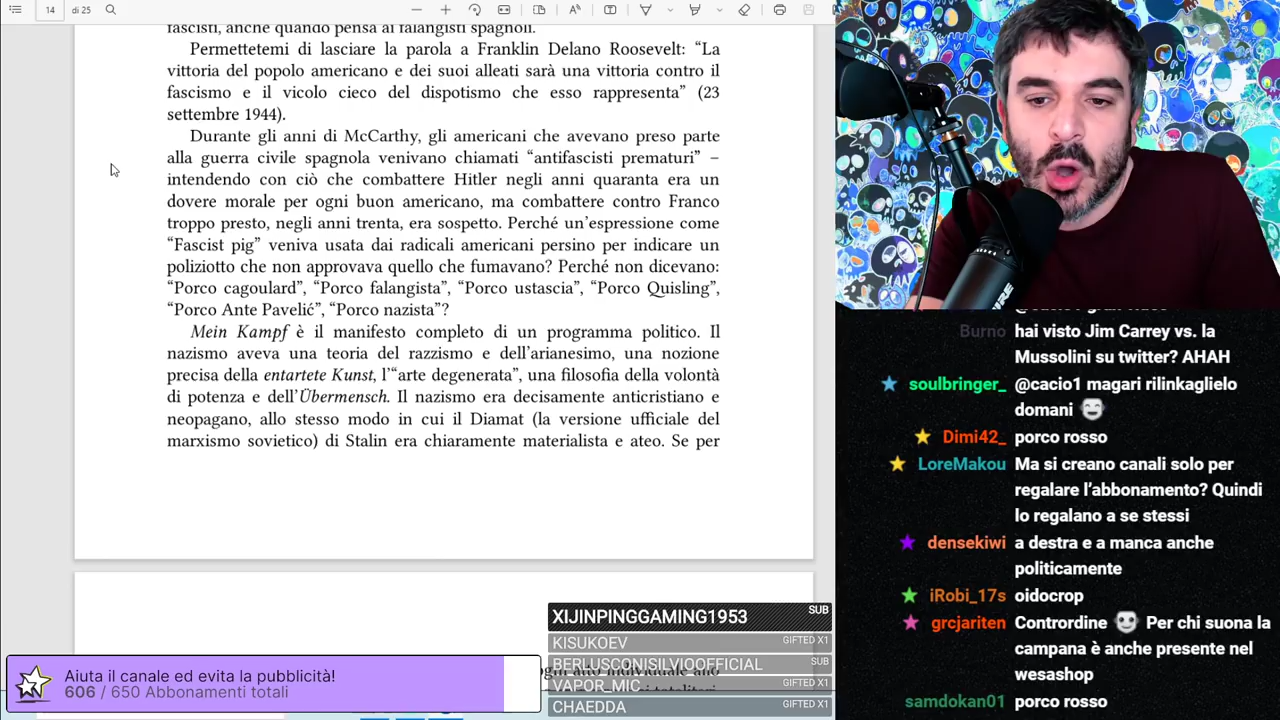 14 di 25
fascisti, anche quando pensa ai falangisti spagnoli.
Permettetemi di lasciare la parola a Franklin Delano Roosevelt: “La
vittoria del popolo americano e dei suoi alleati sarà una vittoria contro il
fascismo e il vicolo cieco del dispotismo che esso rappresenta” (23
settembre 1944).
Durante gli anni di McCarthy, gli americani che avevano preso parte
alla guerra civile spagnola venivano chiamati “antifascisti prematuri” –
intendendo con ciò che combattere Hitler negli anni quaranta era un
dovere morale per ogni buon americano, ma combattere contro Franco
troppo presto, negli anni trenta, era sospetto. Perché un’espressione come
“Fascist pig” veniva usata dai radicali americani persino per indicare un
poliziotto che non approvava quello che fumavano? Perché non dicevano:
“Porco cagoulard”, “Porco falangista”, “Porco ustascia”, “Porco Quisling”,
“Porco Ante Pavelić”, “Porco nazista”?
Mein Kampf è il manifesto completo di un programma politico. Il
nazismo aveva una teoria del razzismo e dell’arianesimo, una nozione
precisa della entartete Kunst, l’“arte degenerata”, una filosofia della volontà
di potenza e dell’Übermensch. Il nazismo era decisamente anticristiano e
neopagano, allo stesso modo in cui il Diamat (la versione ufficiale del
marxismo sovietico) di Stalin era chiaramente materialista e ateo. Se per
Burno hai visto Jim Carrey vs. la
Mussolini su twitter? AHAH
soulbringer_ @cacio1 magari rilinkaglielo
domani
Dimi42_ porco rosso
LoreMakou Ma si creano canali solo per
regalare l’abbonamento? Quindi
lo regalano a se stessi
densekiwi a destra e a manca anche
politicamente
iRobi_17s oidocrop
grcjariten Contrordine Per chi suona la
campana è anche presente nel
wesashop
samdokan01 porco rosso
XIJINPINGGAMING1953 SUB
KISUKOEV GIFTED X1
BERLUSCONISILVIOOFFICIAL SUB
VAPOR_MIC GIFTED X1
CHAEDDA GIFTED X1
Aiuta il canale ed evita la pubblicità!
606 / 650 Abbonamenti totali